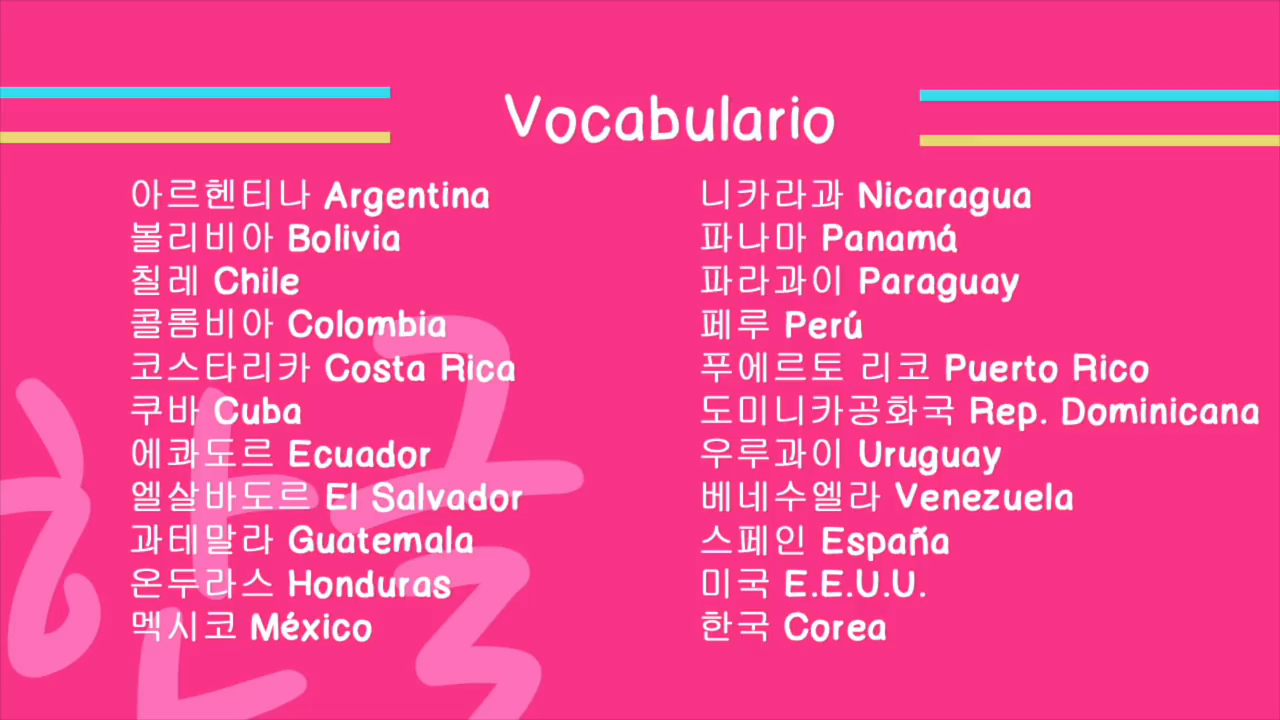 Vocabulario
아르헨티나 Argentina
볼리비아 Bolivia
칠레 Chile
콜롬비아 Colombia
코스타리카 Costa Rica
쿠바 Cuba
에콰도르 Ecuador
엘살바도르 El Salvador
과테말라 Guatemala
온두라스 Honduras
멕시코 México
니카라과 Nicaragua
파나마 Panamá
파라과이 Paraguay
페루 Perú
푸에르토 리코 Puerto Rico
도미니카공화국 Rep. Dominicana
우루과이 Uruguay
베네수엘라 Venezuela
스페인 España
미국 E.E.U.U.
한국 Corea
한글